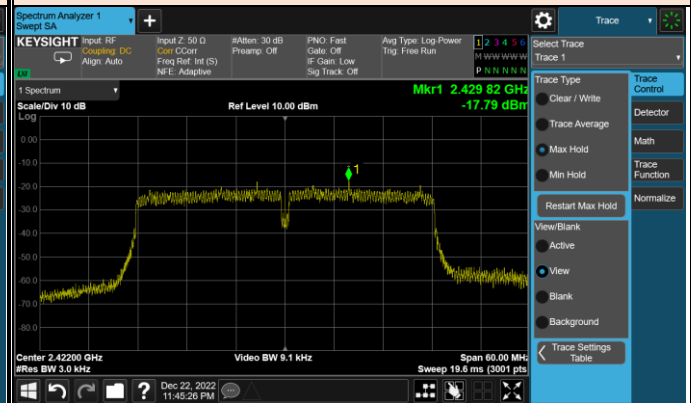 Spectrum Analyzer 1
Swept SA
+
Trace
KEYSIGHT
Input: RF
Coupling: DC
Align: Auto
Input Z: 50 Ω
Corr CCorr
Freq Ref: Int (S)
NFE: Adaptive
#Atten: 30 dB
Preamp: Off
PNO: Fast
Gate: Off
IF Gain: Low
Sig Track: Off
Avg Type: Log-Power
Trig: Free Run
1 2 3 4 5 6
M W W W W W
P N N N N N
Select Trace
Trace 1
LXI
1 Spectrum
Scale/Div 10 dB
Log
Ref Level 10.00 dBm
Mkr1 2.429 82 GHz
-17.79 dBm
0.00
-10.0
-20.0
-30.0
-40.0
-50.0
-60.0
-70.0
-80.0
1
Center 2.42200 GHz
#Res BW 3.0 kHz
Video BW 9.1 kHz
Span 60.00 MHz
Sweep 19.6 ms (3001 pts)
Trace Type
Clear / Write
Trace Average
Max Hold
Min Hold
Restart Max Hold
View/Blank
Active
View
Blank
Background
Trace Settings
Table
Trace
Control
Detector
Math
Trace
Function
Normalize
?
Dec 22, 2022
11:45:26 PM